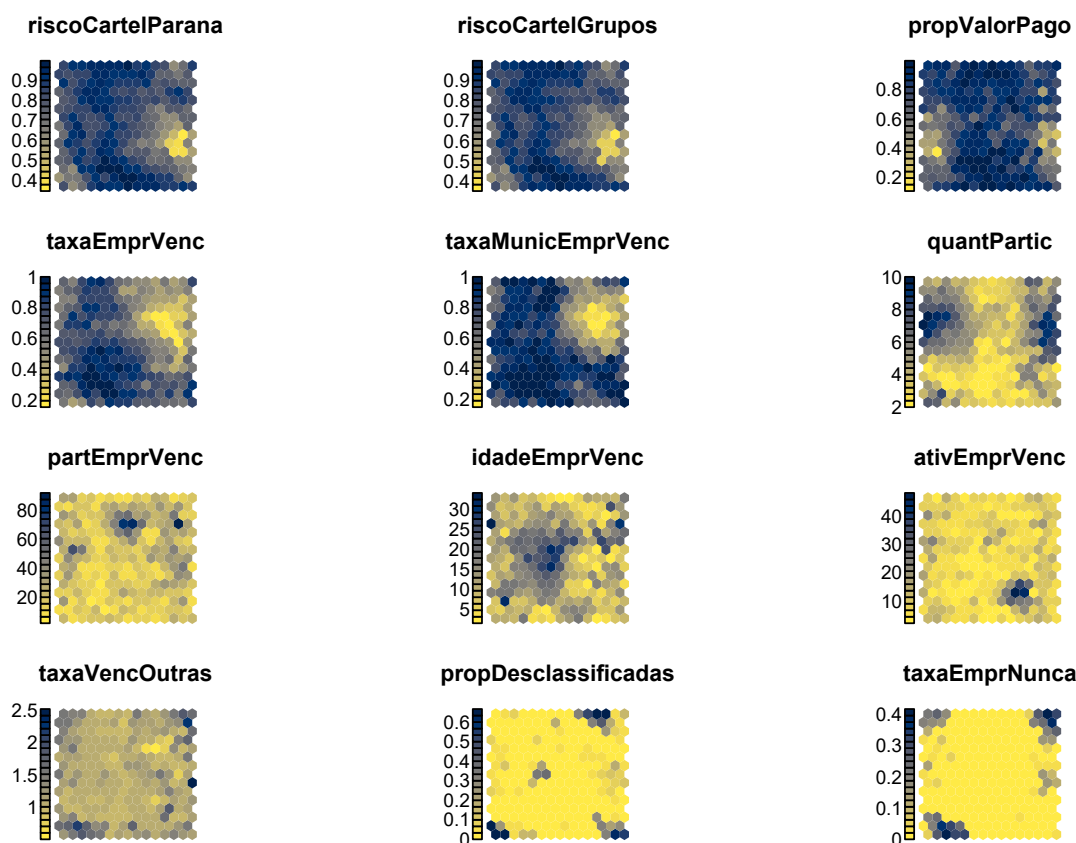 riscoCartelParana riscoCartelGrupos propValorPago
0.9 0.9 0.8
0.8 0.8 0.6
0.7 0.7 0.4
0.6 0.6 0.2
0.5 0.5
0.4 0.4
taxaEmprVenc taxaMunicEmprVenc quantPartic
1 1 10
0.8 0.8 8
0.6 0.6 6
0.4 0.4 4
0.2 0.2 2
partEmprVenc idadeEmprVenc ativEmprVenc
80 30 40
60 25 30
40 20 20
20 15 10
10
5
taxaVencOutras propDesclassificadas taxaEmprNunca
2.5 0.6 0.4
2 0.5 0.3
1.5 0.4 0.2
1 0.3 0.1
0.2 0
0.1
0